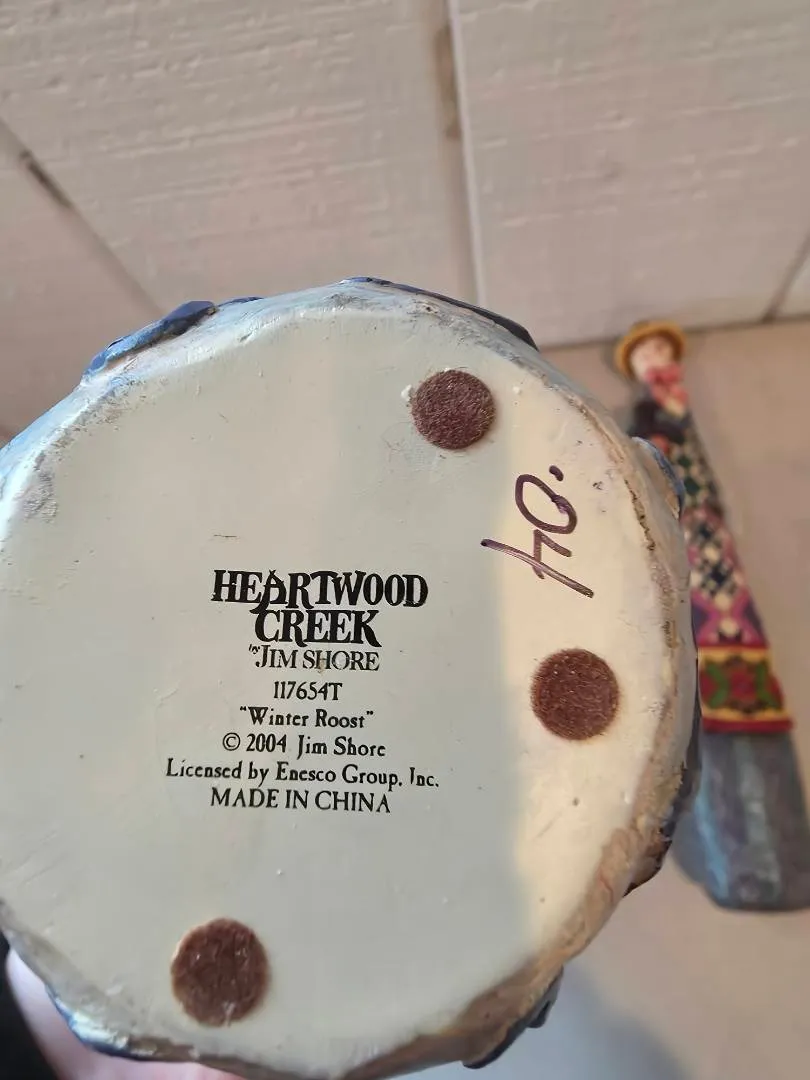 HEARTWOOD
CREEK
by JIM SHORE
117654T
"Winter Roost"
© 2004 Jim Shore
Licensed by Enesco Group, Inc.
MADE IN CHINA
40.